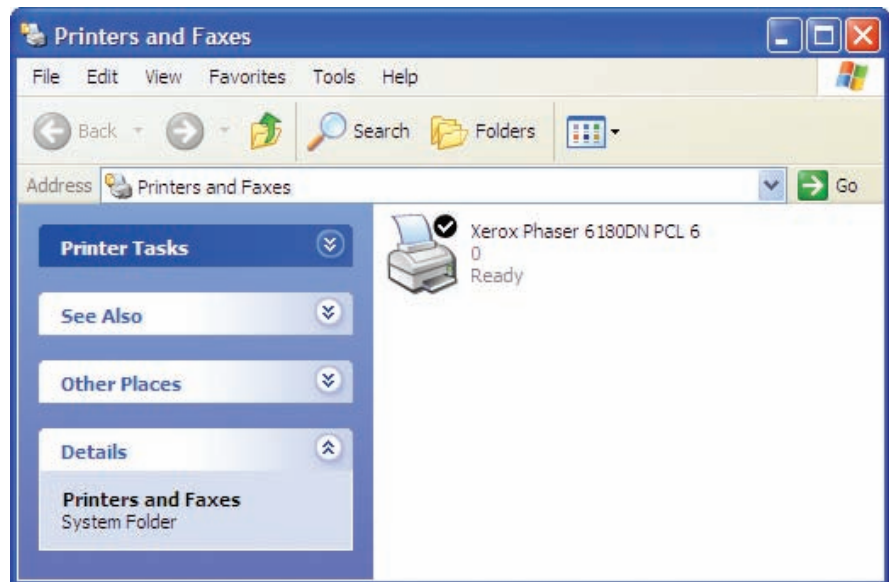 Printers and Faxes
File Edit View Favorites Tools Help
Back Search Folders
Address Printers and Faxes Go
Printer Tasks
See Also
Other Places
Details
Printers and Faxes
System Folder
Xerox Phaser 6180DN PCL 6
0
Ready